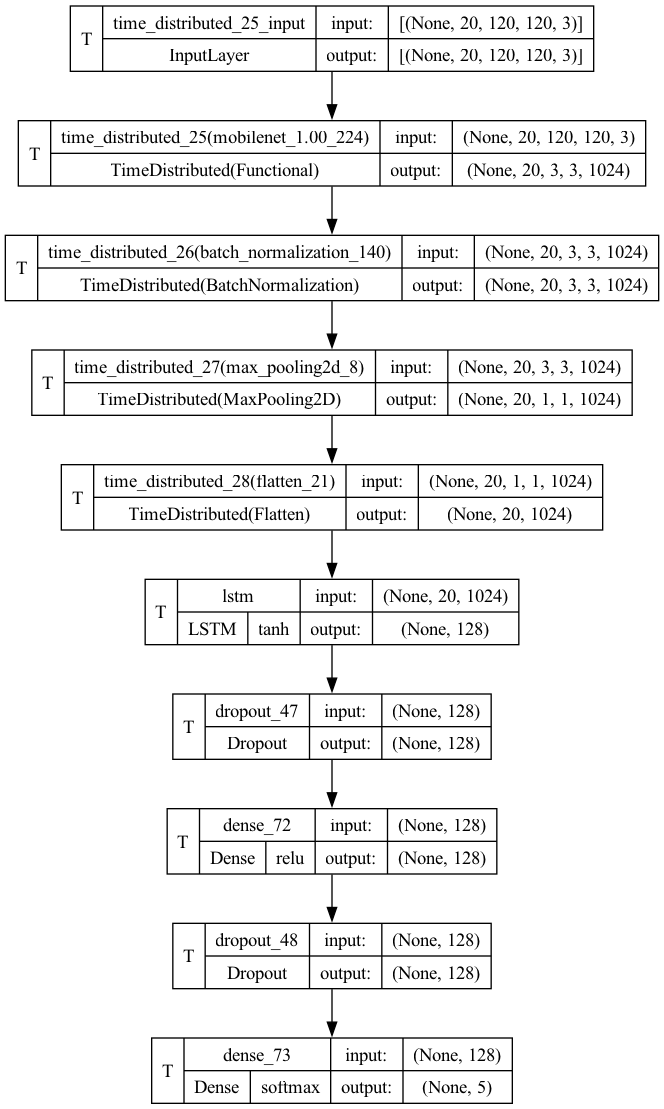 T time_distributed_25_input input: [(None, 20, 120, 120, 3)]
InputLayer output: [(None, 20, 120, 120, 3)]
T time_distributed_25(mobilenet_1.00_224) input: (None, 20, 120, 120, 3)
TimeDistributed(Functional) output: (None, 20, 3, 3, 1024)
T time_distributed_26(batch_normalization_140) input: (None, 20, 3, 3, 1024)
TimeDistributed(BatchNormalization) output: (None, 20, 3, 3, 1024)
T time_distributed_27(max_pooling2d_8) input: (None, 20, 3, 3, 1024)
TimeDistributed(MaxPooling2D) output: (None, 20, 1, 1, 1024)
T time_distributed_28(flatten_21) input: (None, 20, 1, 1, 1024)
TimeDistributed(Flatten) output: (None, 20, 1024)
T lstm input: (None, 20, 1024)
LSTM tanh output: (None, 128)
T dropout_47 input: (None, 128)
Dropout output: (None, 128)
T dense_72 input: (None, 128)
Dense relu output: (None, 128)
T dropout_48 input: (None, 128)
Dropout output: (None, 128)
T dense_73 input: (None, 128)
Dense softmax output: (None, 5)